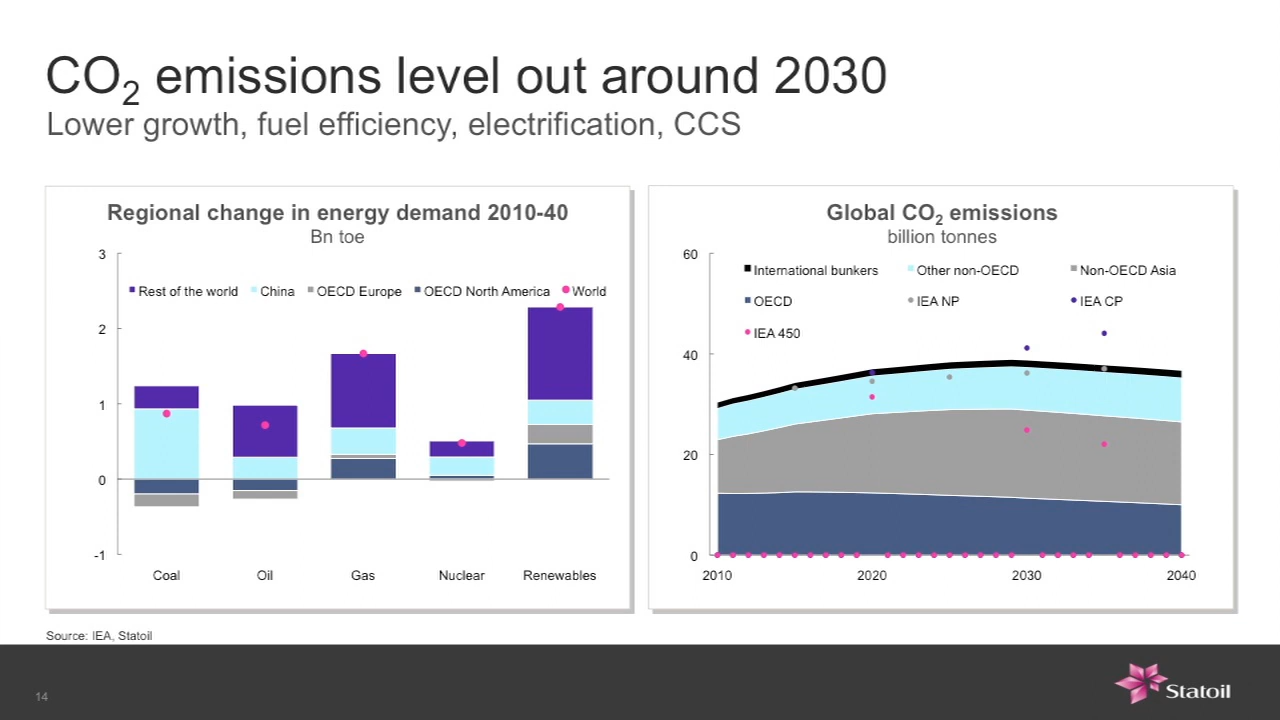 CO2 emissions level out around 2030
Lower growth, fuel efficiency, electrification, CCS
Regional change in energy demand 2010-40
Bn toe
3
Rest of the world China OECD Europe OECD North America World
2
1
0
-1
Coal Oil Gas Nuclear Renewables
Global CO2 emissions
billion tonnes
60
International bunkers Other non-OECD Non-OECD Asia
OECD IEA NP IEA CP
IEA 450
40
20
0
2010 2020 2030 2040
Source: IEA, Statoil
14
Statoil